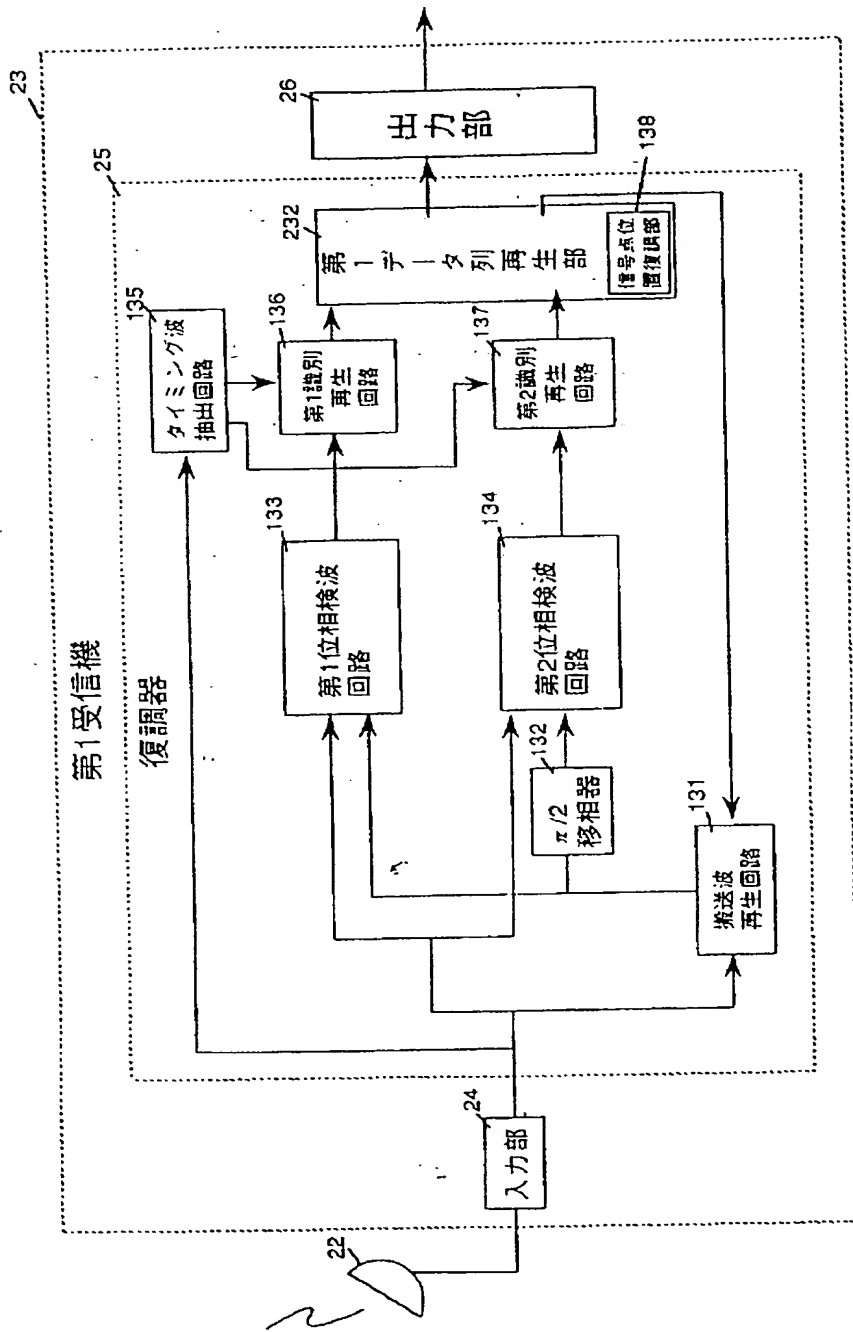 第1受信機
23
復調器
25
22
24
入力部
135
タイミング波
抽出回路
133
第1位相検波
回路
134
第2位相検波
回路
132
π/2
移相器
131
搬送波
再生回路
136
第1識別
再生
回路
137
第2識別
再生
回路
232
第1データ列再生部
138
信号点位
置復調部
26
出力部